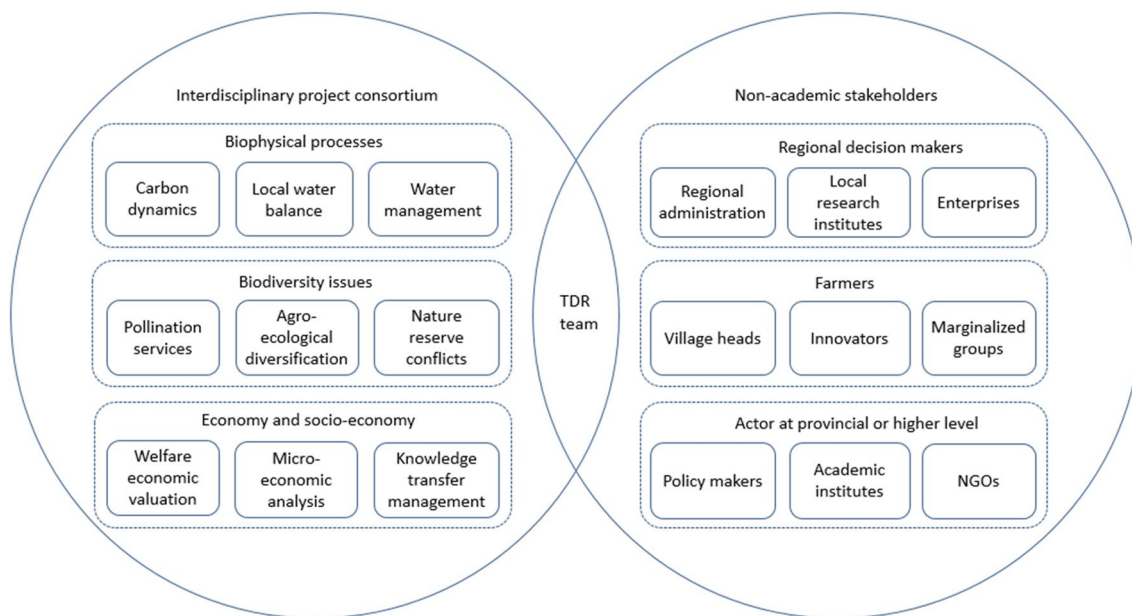 Interdisciplinary project consortium
Biophysical processes
Carbon
dynamics
Local water
balance
Water
management
Biodiversity issues
Pollination
services
Agro-
ecological
diversification
Nature
reserve
conflicts
Economy and socio-economy
Welfare
economic
valuation
Micro-
economic
analysis
Knowledge
transfer
management
TDR
team
Non-academic stakeholders
Regional decision makers
Regional
administration
Local
research
institutes
Enterprises
Farmers
Village heads
Innovators
Marginalized
groups
Actor at provincial or higher level
Policy makers
Academic
institutes
NGOs